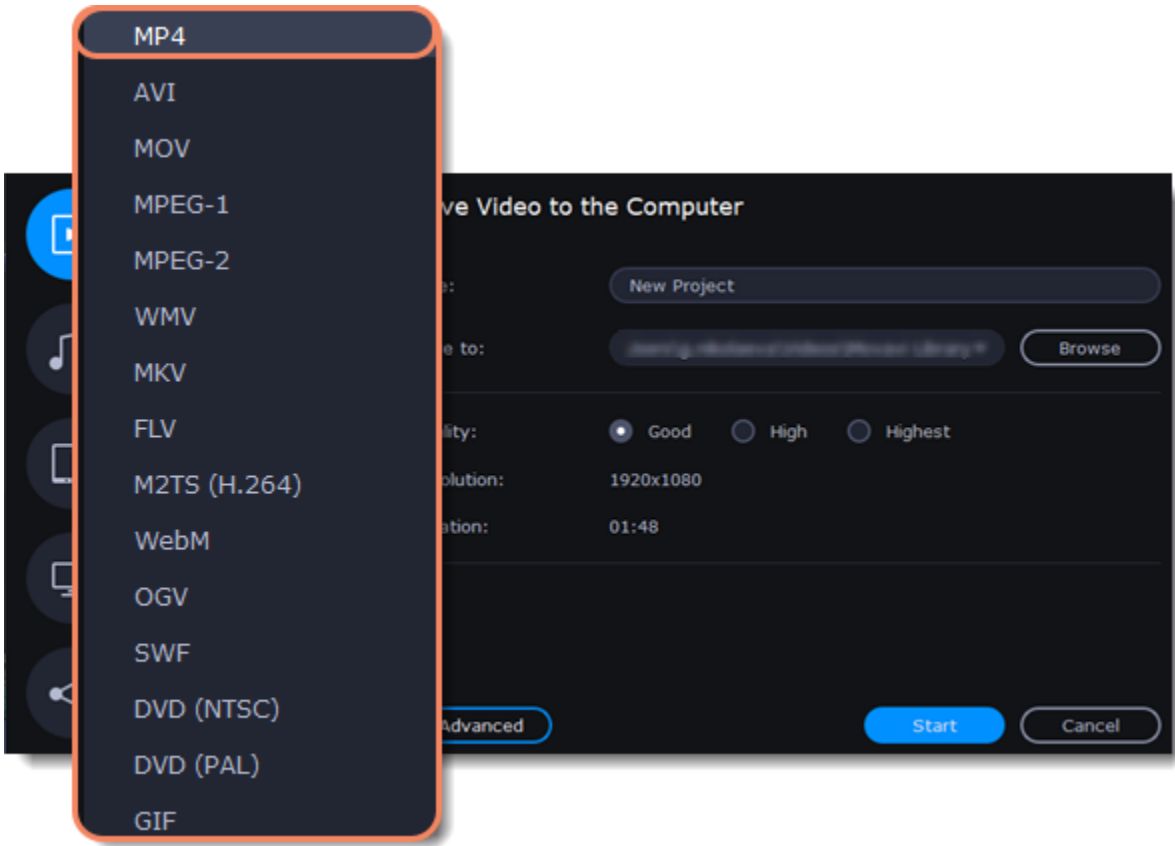 MP4
AVI
MOV
MPEG-1
MPEG-2
WMV
MKV
FLV
M2TS (H.264)
WebM
OGV
SWF
DVD (NTSC)
DVD (PAL)
GIF
ve Video to the Computer
e: New Project
e to: Browse
lity: Good High Highest
olution: 1920x1080
ation: 01:48
Advanced Start Cancel